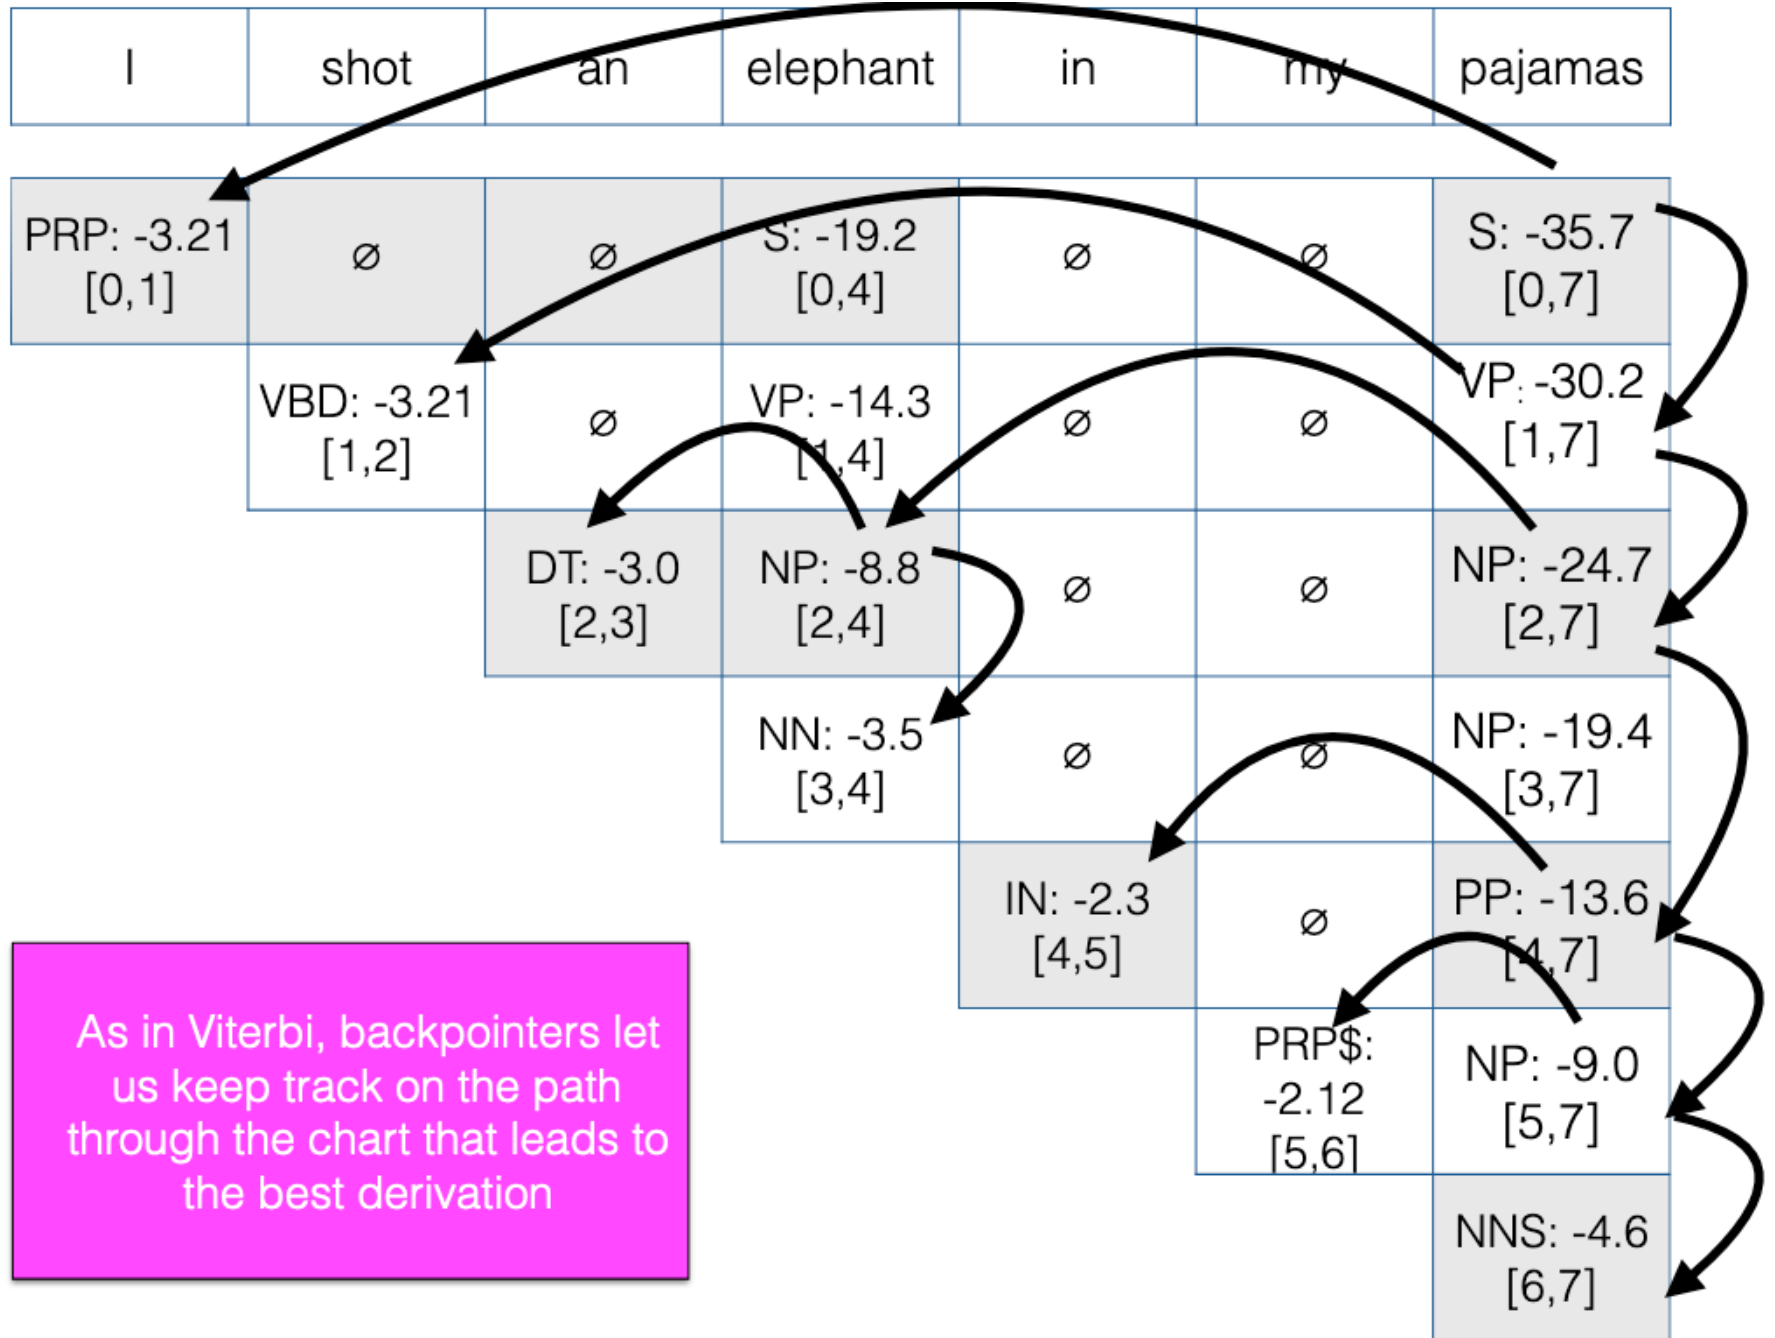 I shot an elephant in my pajamas
PRP: -3.21 ∅ ∅ S: -19.2 ∅ ∅ S: -35.7
[0,1] [0,4] [0,7]
VBD: -3.21 ∅ VP: -14.3 ∅ ∅ VP: -30.2
[1,2] [1,4] [1,7]
DT: -3.0 NP: -8.8 ∅ ∅ NP: -24.7
[2,3] [2,4] [2,7]
NN: -3.5 ∅ ∅ NP: -19.4
[3,4] [3,7]
IN: -2.3 ∅ PP: -13.6
[4,5] [4,7]
PRP$: NP: -9.0
-2.12 [5,7]
[5,6]
NNS: -4.6
[6,7]
As in Viterbi, backpointers let
us keep track on the path
through the chart that leads to
the best derivation